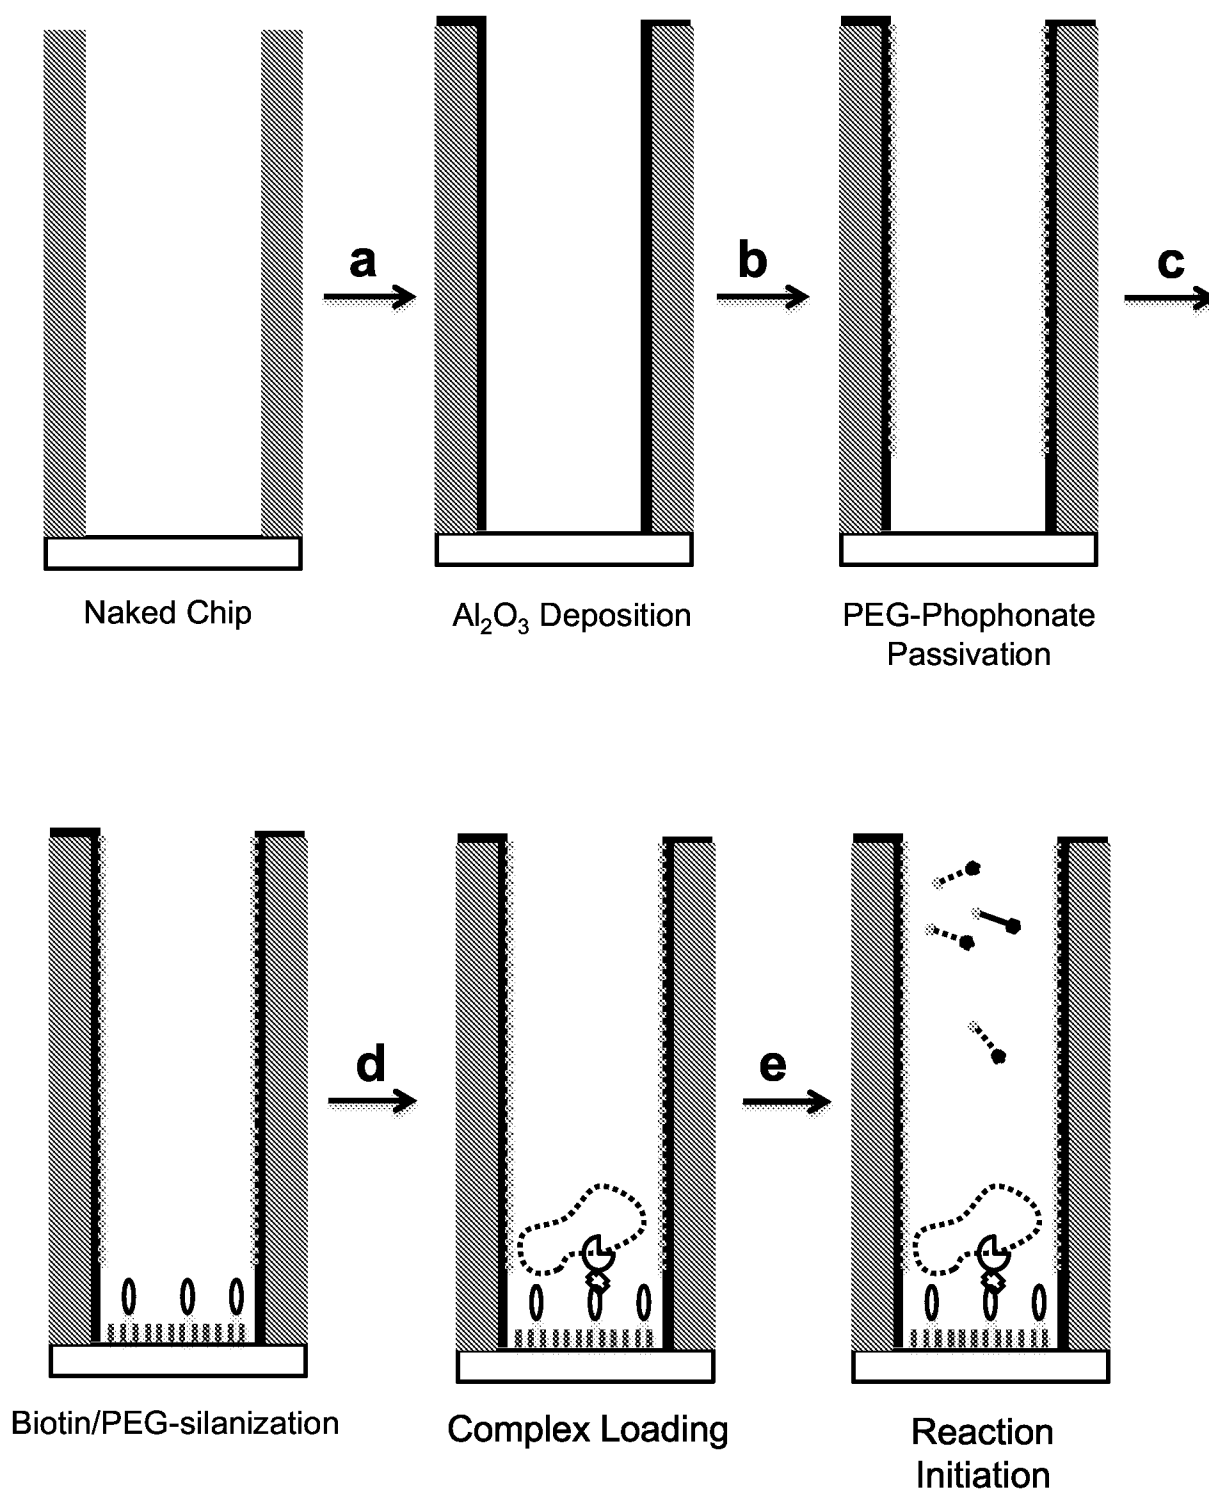 a
b
c
Naked Chip
Al₂O₃ Deposition
PEG-Phophonate
Passivation
d
e
Biotin/PEG-silanization
Complex Loading
Reaction
Initiation